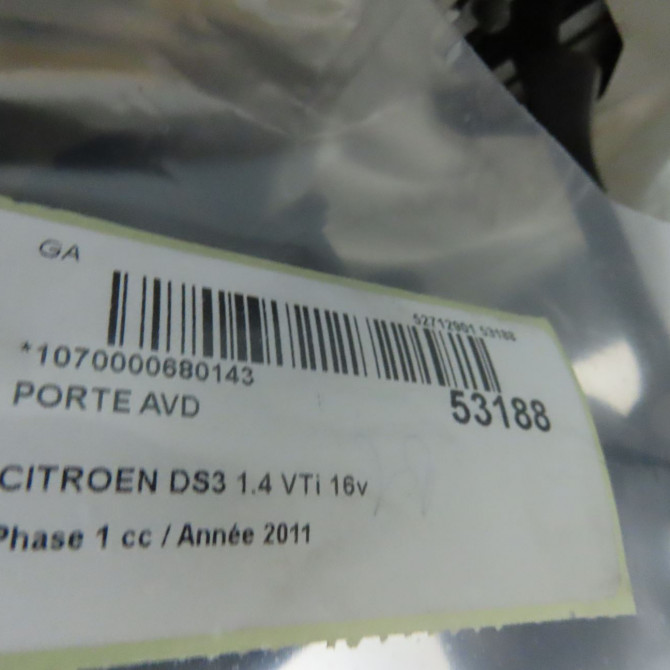 GA
52712901 53188
*1070000680143
PORTE AVD
53188
CITROEN DS3 1.4 VTi 16v
Phase 1 cc / Année 2011